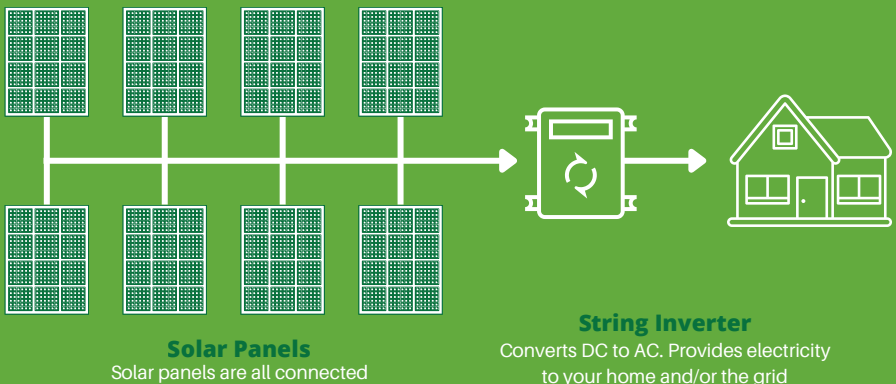 Solar Panels
Solar panels are all connected
String Inverter
Converts DC to AC. Provides electricity
to your home and/or the grid